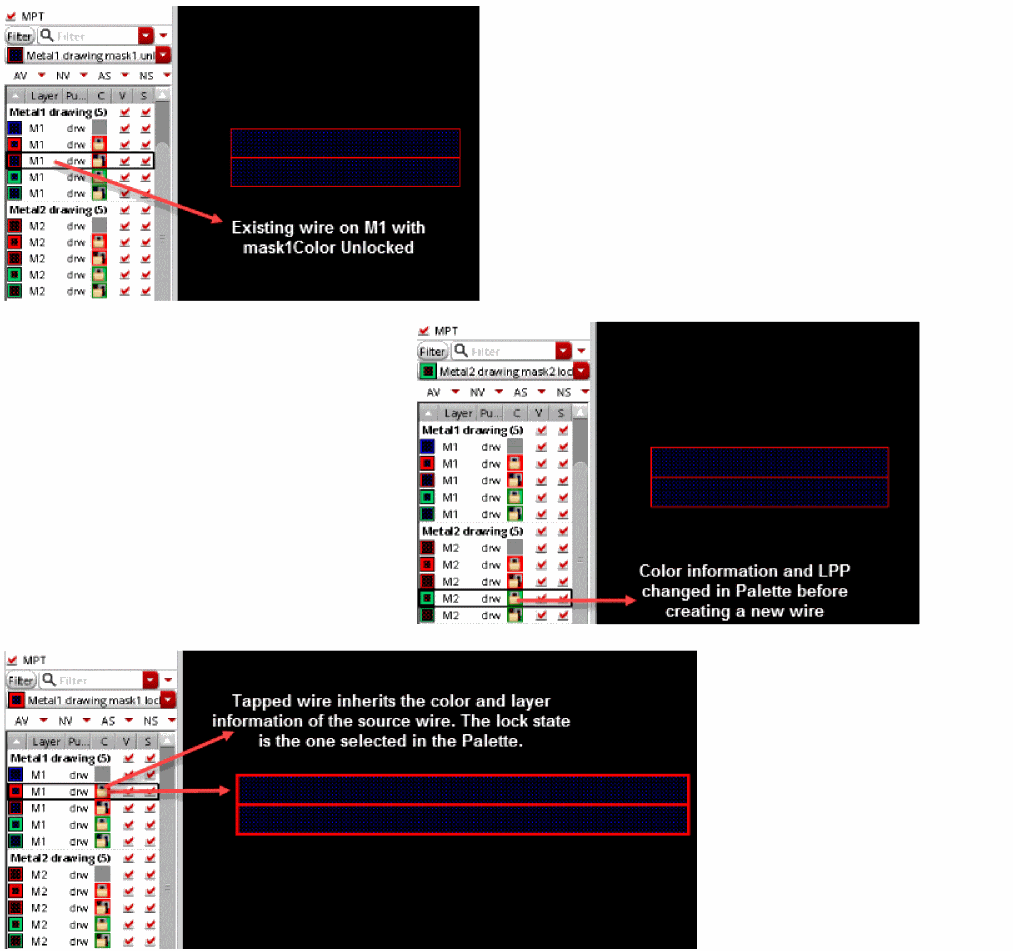 MPT
Filter Filter
Metal1 drawing mask1 unl
AV NV AS NS
Layer Pu... C V S
Metal1 drawing (5)
M1 drw
M1 drw
M1 drw
M1 drw
M1 drw
Metal2 drawing (5)
M2 drw
M2 drw
M2 drw
M2 drw
M2 drw
Existing wire on M1 with
mask1Color Unlocked
MPT
Filter Filter
Metal2 drawing mask2 loc
AV NV AS NS
Layer Pu... C V S
Metal1 drawing (5)
M1 drw
M1 drw
M1 drw
M1 drw
M1 drw
Metal2 drawing (5)
M2 drw
M2 drw
M2 drw
M2 drw
M2 drw
Color information and LPP
changed in Palette before
creating a new wire
MPT
Filter Filter
Metal1 drawing mask1 loc
AV NV AS NS
Layer Pu... C V S
Metal1 drawing (5)
M1 drw
M1 drw
M1 drw
M1 drw
M1 drw
Metal2 drawing (5)
M2 drw
M2 drw
M2 drw
M2 drw
M2 drw
Tapped wire inherits the color and layer
information of the source wire. The lock state
is the one selected in the Palette.